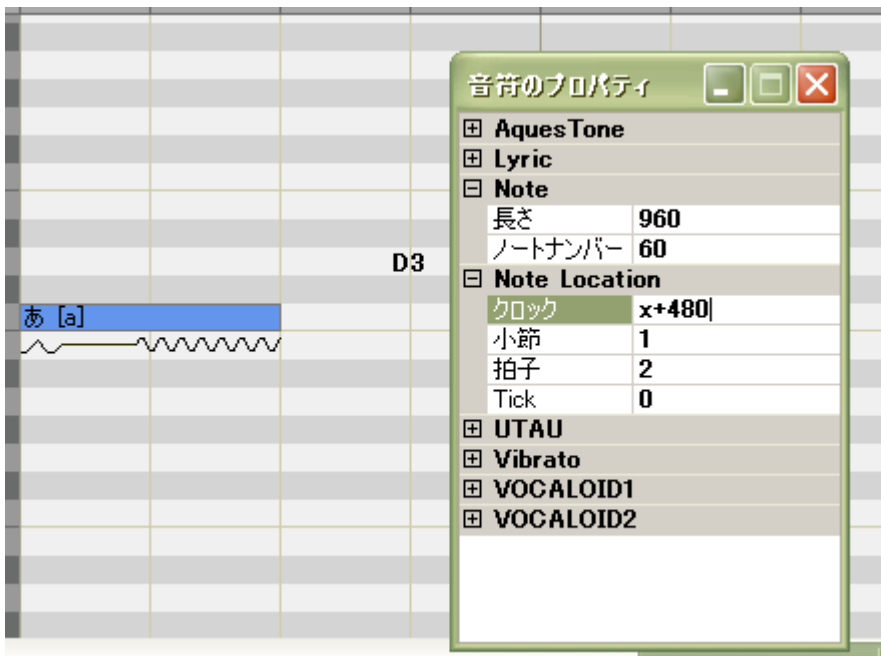 音符のプロパティ
AquesTone
Lyric
Note
長さ 960
ノートナンバー 60
D3
Note Location
あ [a]
クロック x+480
小節 1
拍子 2
Tick 0
UTAU
Vibrato
VOCALOID1
VOCALOID2